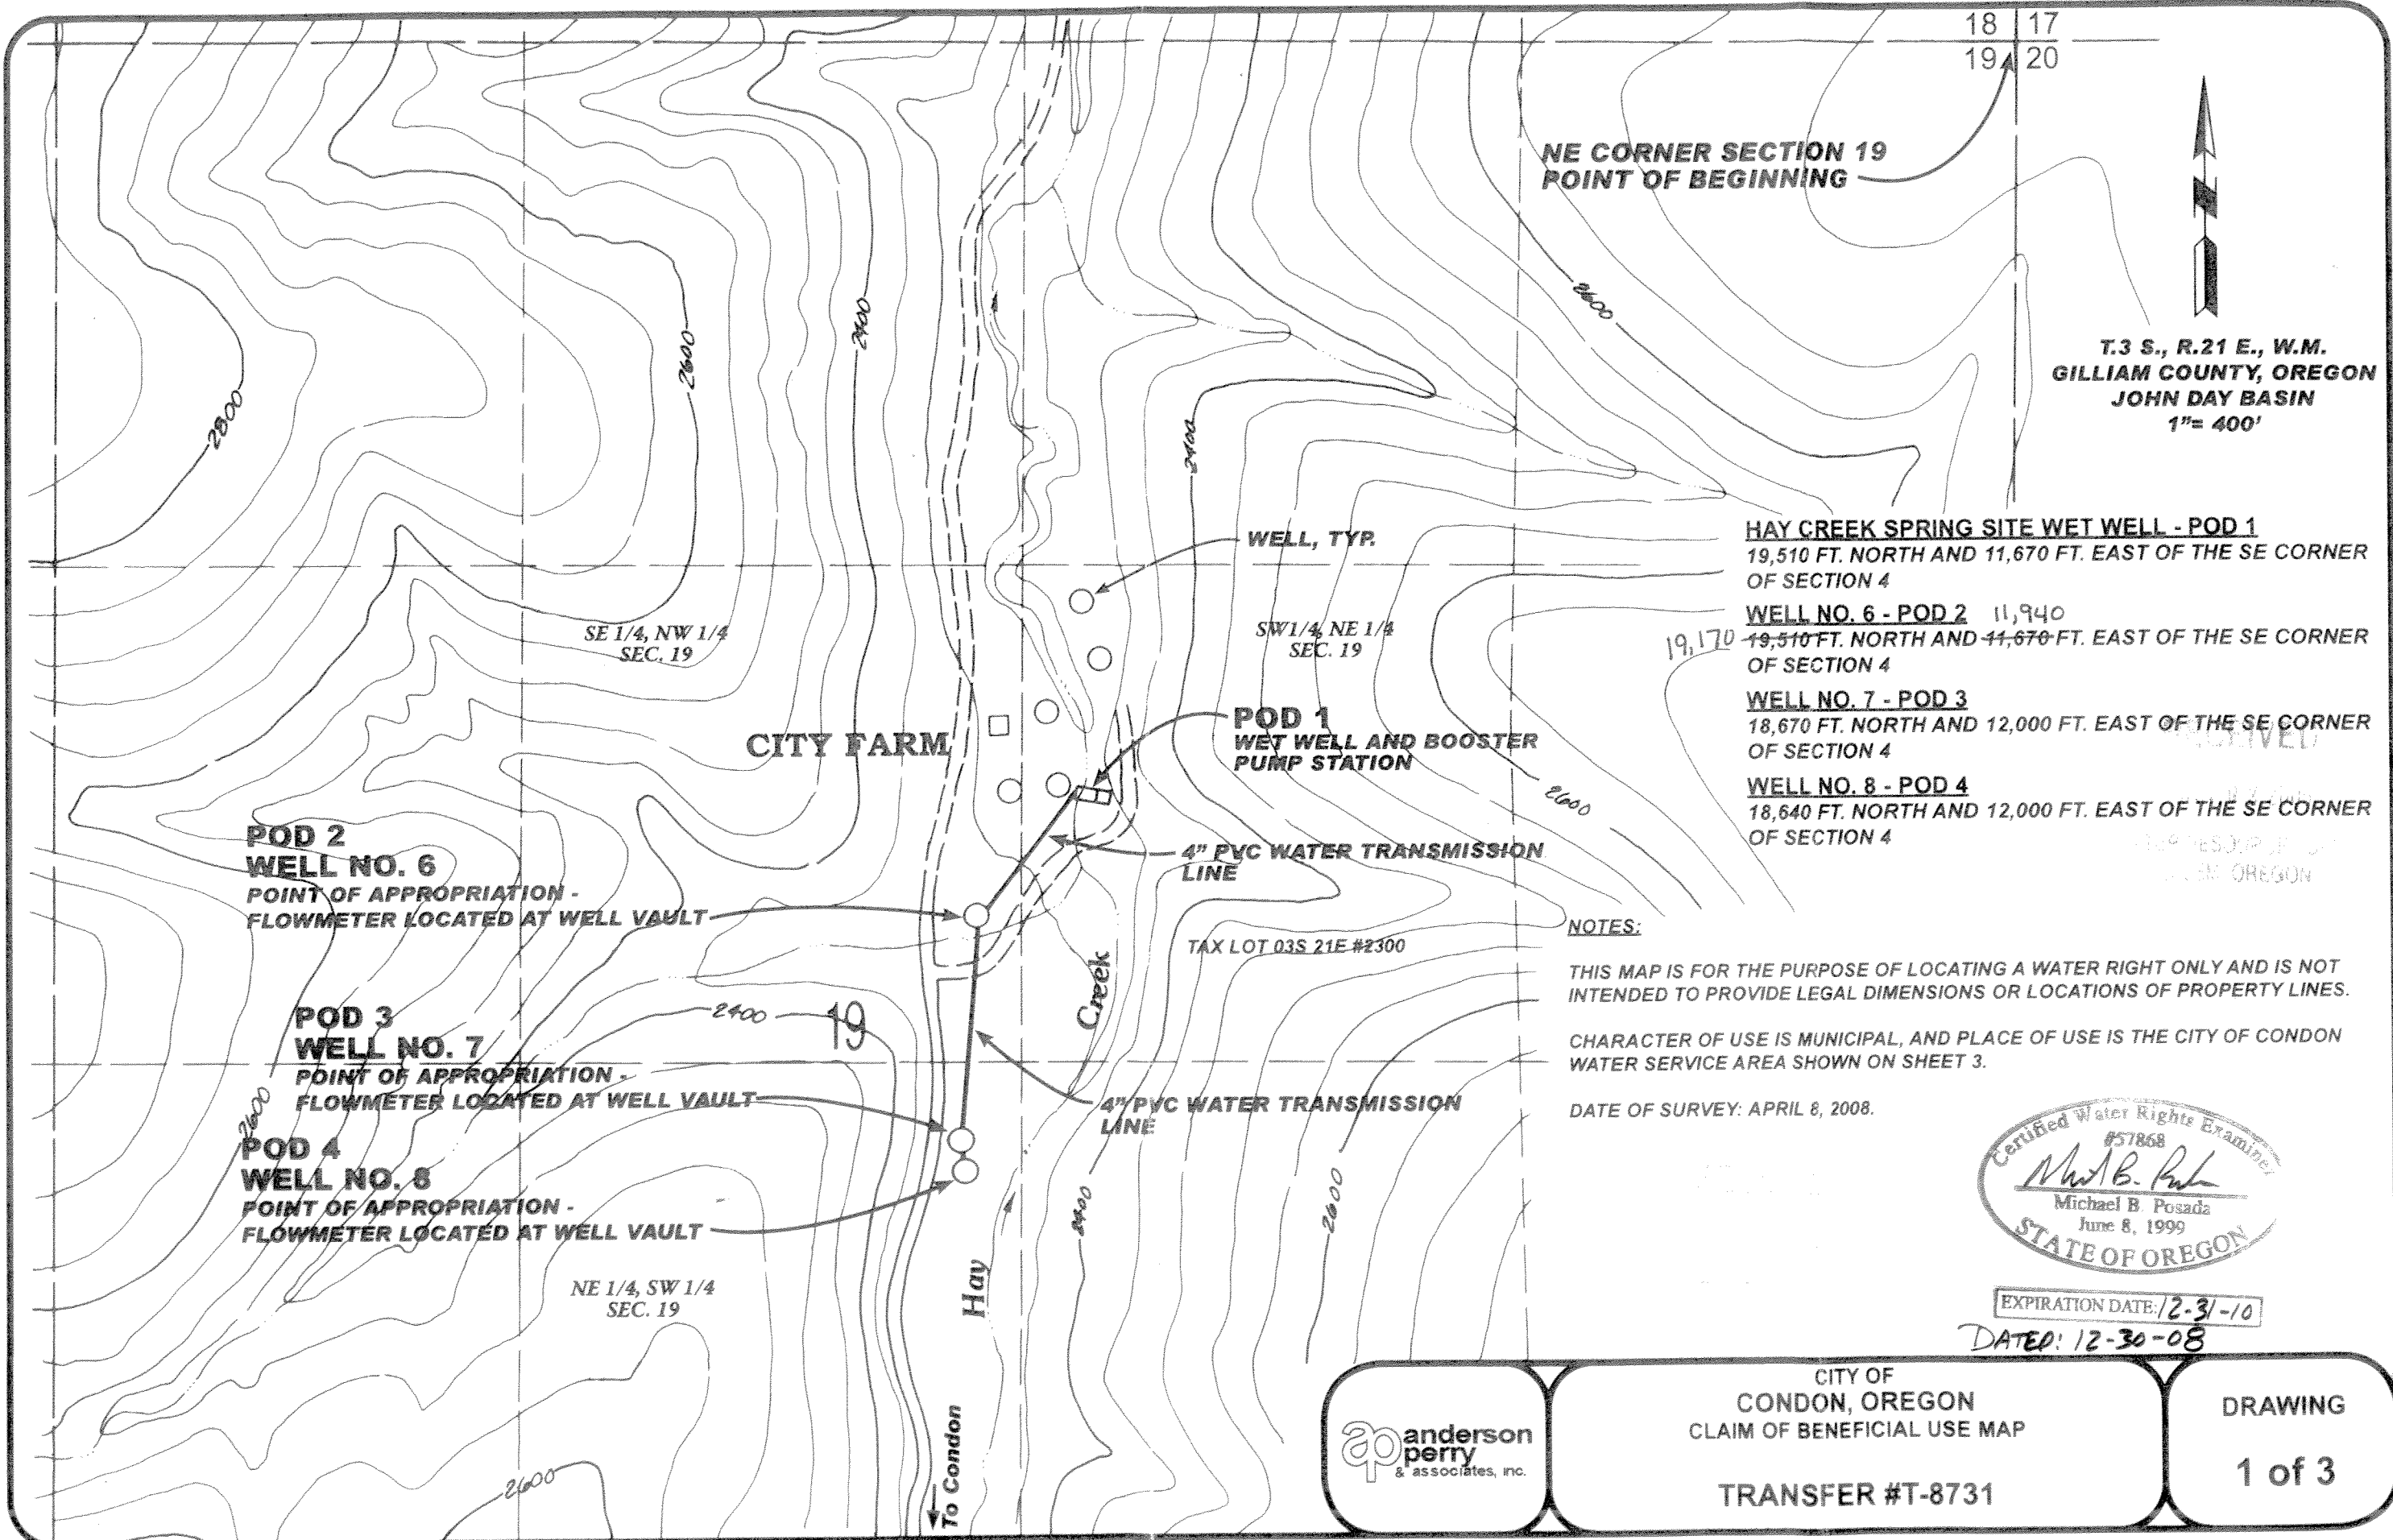 18 17
19 20
NE CORNER SECTION 19
POINT OF BEGINNING
N
T.3 S., R.21 E., W.M.
GILLIAM COUNTY, OREGON
JOHN DAY BASIN
1"= 400'
2600
2400
2600
2800
2400
HAY CREEK SPRING SITE WET WELL - POD 1
19,510 FT. NORTH AND 11,670 FT. EAST OF THE SE CORNER
OF SECTION 4
WELL NO. 6 - POD 2 11,940
19,170 19,510 FT. NORTH AND 11,670 FT. EAST OF THE SE CORNER
OF SECTION 4
WELL NO. 7 - POD 3
18,670 FT. NORTH AND 12,000 FT. EAST OF THE SE CORNER
OF SECTION 4
WELL NO. 8 - POD 4
18,640 FT. NORTH AND 12,000 FT. EAST OF THE SE CORNER
OF SECTION 4
OREGON
WELL, TYP.
SE 1/4, NW 1/4
SEC. 19
SW1/4, NE 1/4
SEC. 19
CITY FARM
POD 1
WET WELL AND BOOSTER
PUMP STATION
2600
POD 2
WELL NO. 6
POINT OF APPROPRIATION -
FLOWMETER LOCATED AT WELL VAULT
4" PVC WATER TRANSMISSION
LINE
TAX LOT 03S 21E #2300
Creek
2400
19
POD 3
WELL NO. 7
POINT OF APPROPRIATION -
FLOWMETER LOCATED AT WELL VAULT
2600
4" PVC WATER TRANSMISSION
LINE
POD 4
WELL NO. 8
POINT OF APPROPRIATION -
FLOWMETER LOCATED AT WELL VAULT
2400
2600
Hay
NE 1/4, SW 1/4
SEC. 19
To Condon
2600
NOTES:
THIS MAP IS FOR THE PURPOSE OF LOCATING A WATER RIGHT ONLY AND IS NOT
INTENDED TO PROVIDE LEGAL DIMENSIONS OR LOCATIONS OF PROPERTY LINES.
CHARACTER OF USE IS MUNICIPAL, AND PLACE OF USE IS THE CITY OF CONDON
WATER SERVICE AREA SHOWN ON SHEET 3.
DATE OF SURVEY: APRIL 8, 2008.
Certified Water Rights Examiner
#57868
Michael B. Posada
June 8, 1999
STATE OF OREGON
EXPIRATION DATE: 12-31-10
DATED: 12-30-08
ap anderson
perry
& associates, inc.
CITY OF
CONDON, OREGON
CLAIM OF BENEFICIAL USE MAP
TRANSFER #T-8731
DRAWING
1 of 3